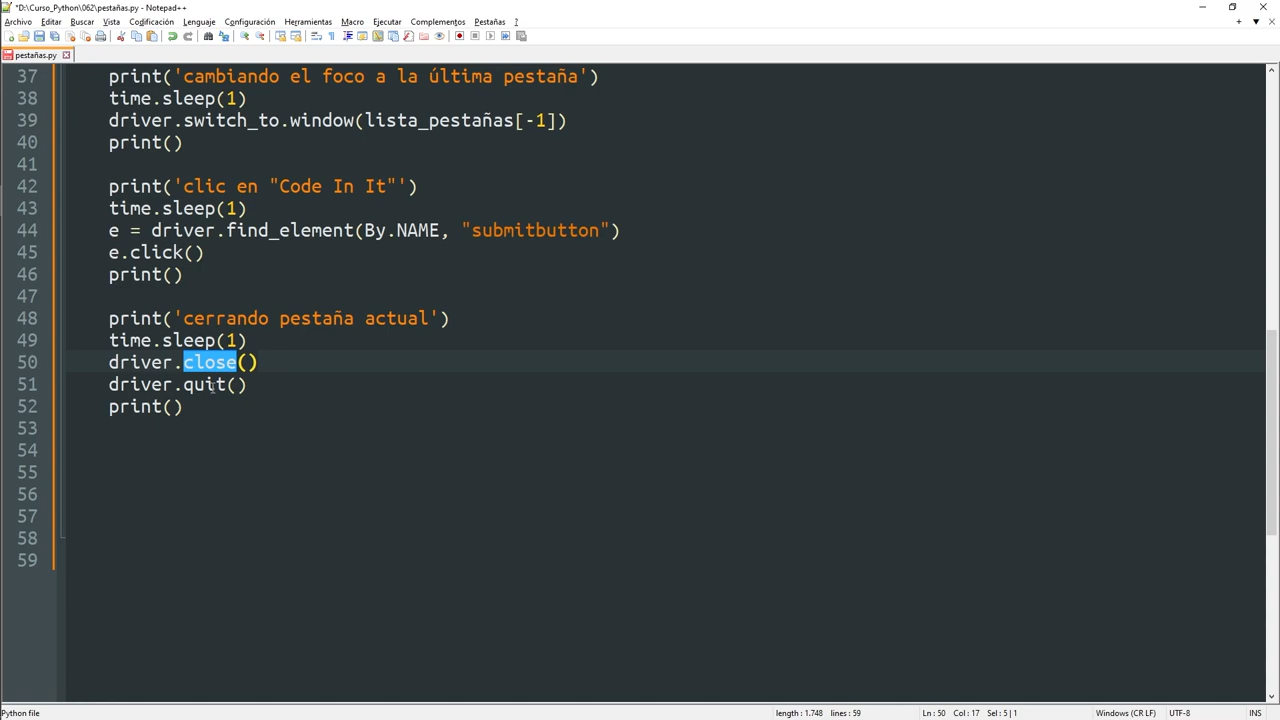 *D:\Curso_Python\062\pestañas.py - Notepad++
Archivo Editar Buscar Vista Codificación Lenguaje Configuración Herramientas Macro Ejecutar Complementos Pestañas ?
pestañas.py
37 print('cambiando el foco a la última pestaña')
38 time.sleep(1)
39 driver.switch_to.window(lista_pestañas[-1])
40 print()
41
42 print('clic en "Code In It"')
43 time.sleep(1)
44 e = driver.find_element(By.NAME, "submitbutton")
45 e.click()
46 print()
47
48 print('cerrando pestaña actual')
49 time.sleep(1)
50 driver.close()
51 driver.quit()
52 print()
53
54
55
56
57
58
59
Python file length : 1.748 lines : 59 Ln : 50 Col : 17 Sel : 5 | 1 Windows (CR LF) UTF-8 INS